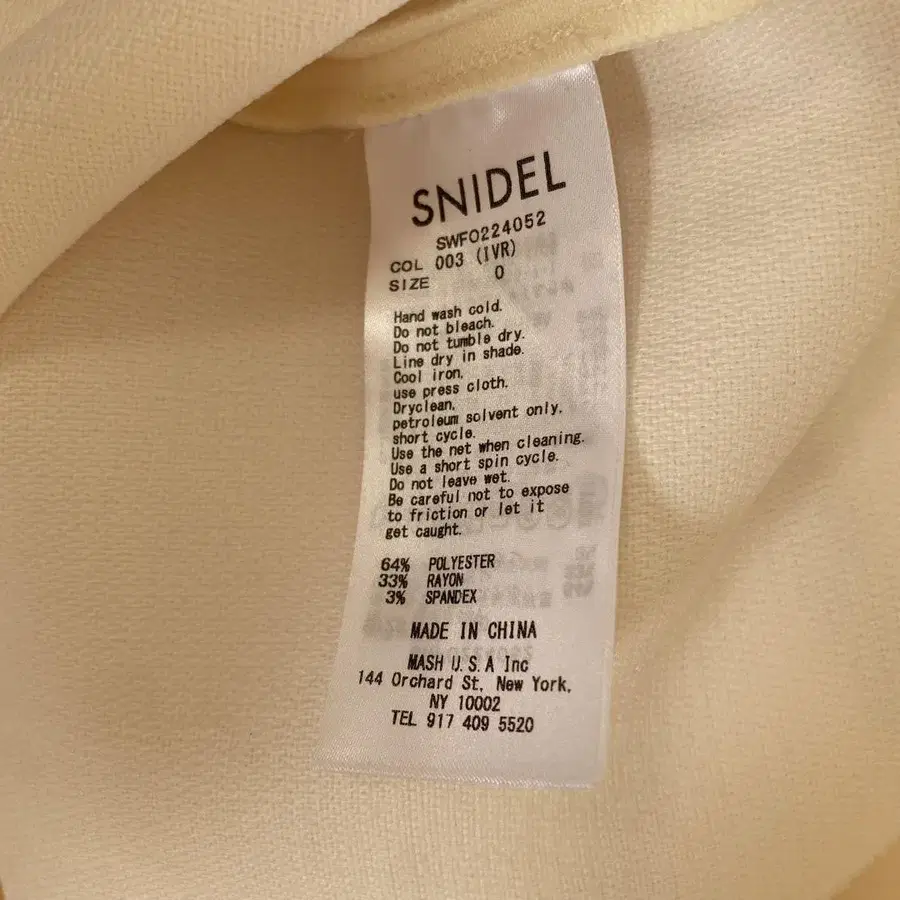 SNIDEL
SWFO224052
COL 003 (IVR)
SIZE 0
Hand wash cold.
Do not bleach.
Do not tumble dry.
Line dry in shade.
Cool iron,
use press cloth.
Dryclean,
petroleum solvent only,
short cycle.
Use the net when cleaning.
Use a short spin cycle.
Do not leave wet.
Be careful not to expose
to friction or let it
get caught.
64% POLYESTER
33% RAYON
3% SPANDEX
MADE IN CHINA
MASH U.S.A Inc
144 Orchard St, New York,
NY 10002
TEL 917 409 5520